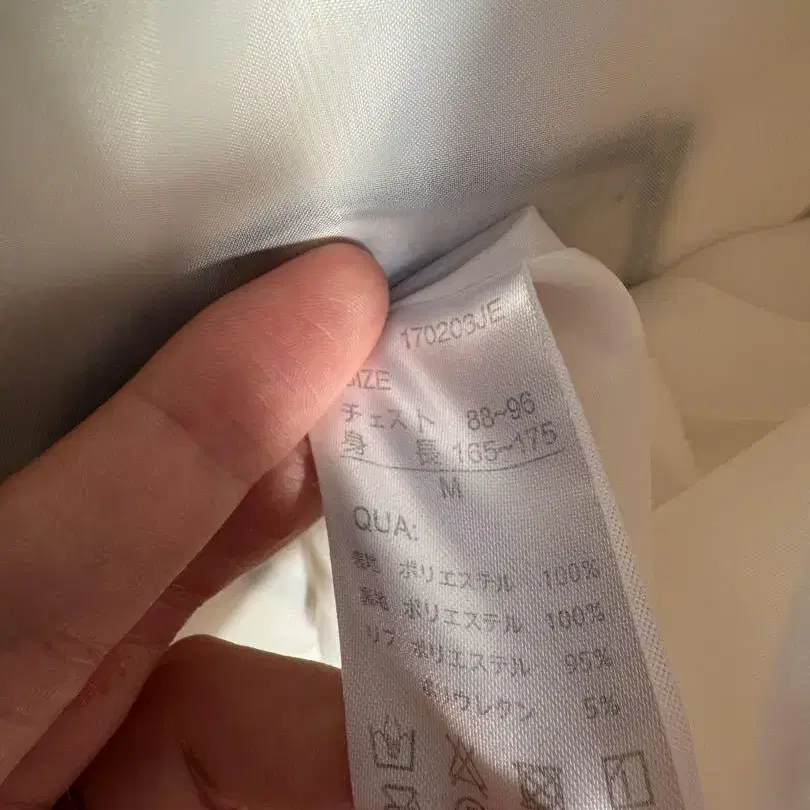 170203JE
SIZE
チェスト 88~96
身 長 165~175
M
QUA:
表地 ポリエステル 100%
裏地 ポリエステル 100%
リブ ポリエステル 95%
ポリウレタン 5%